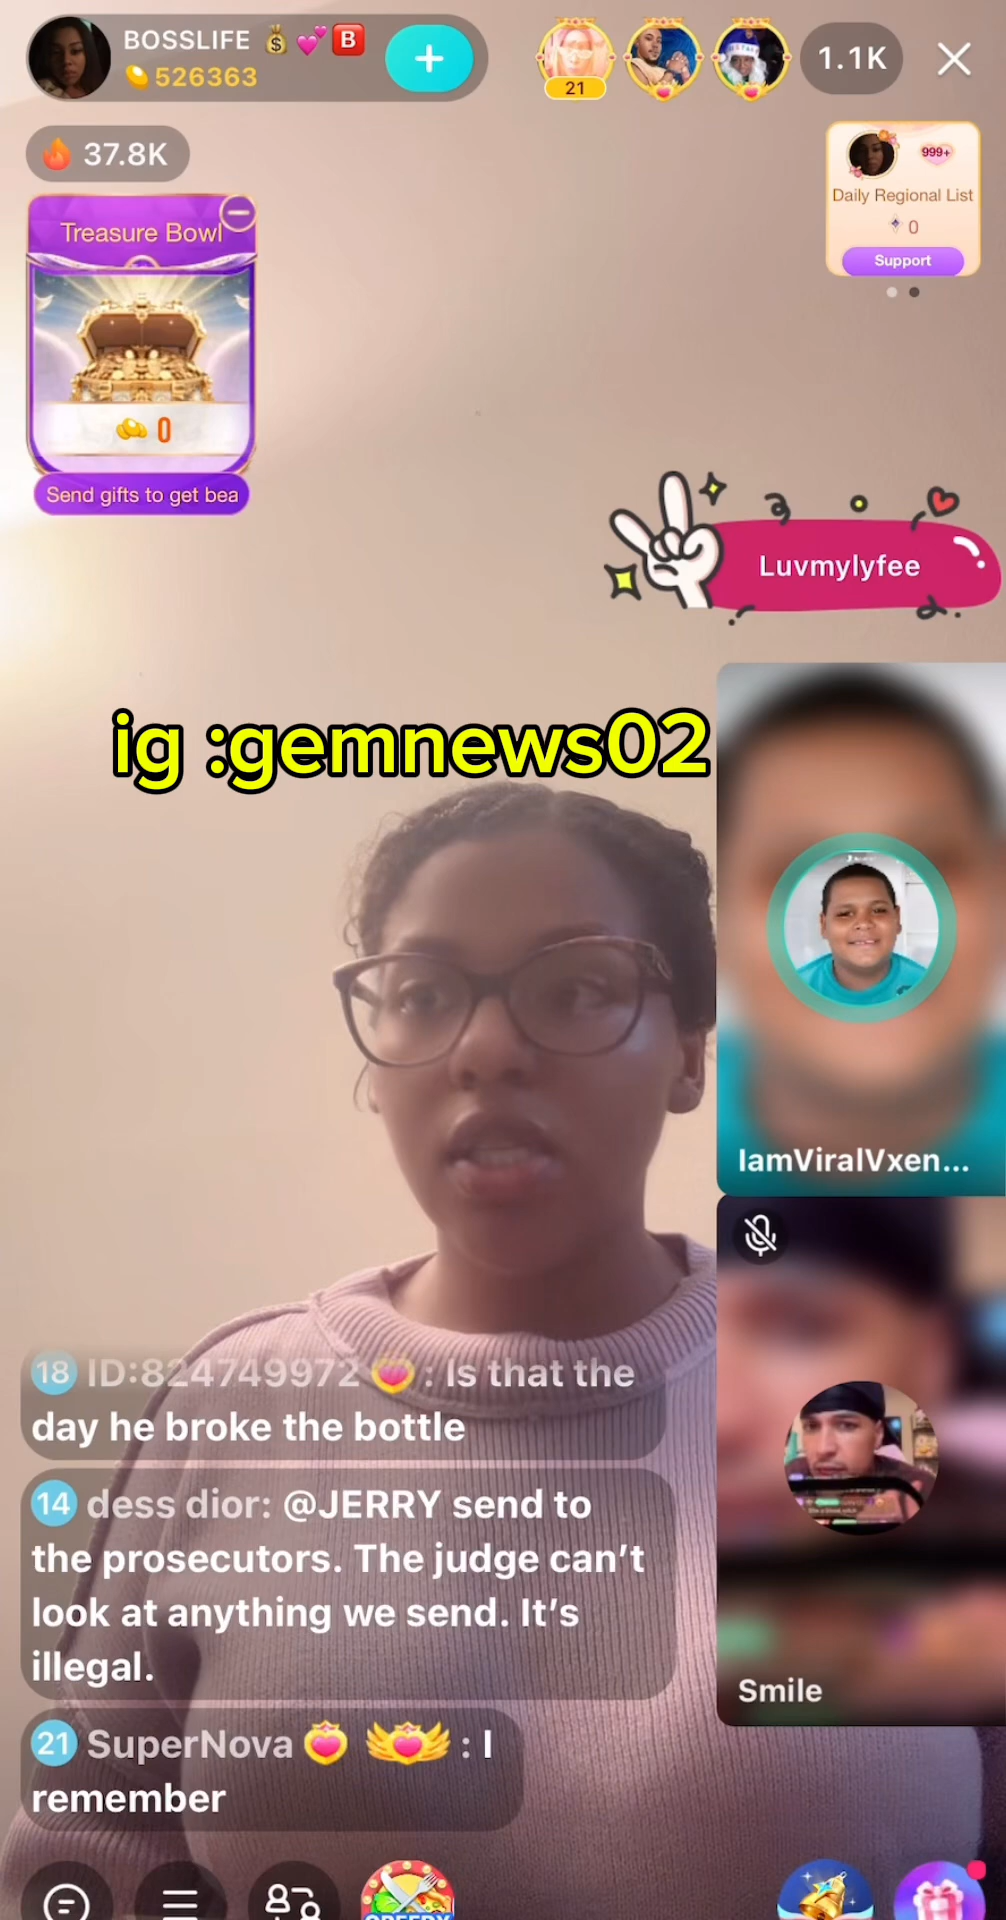 BOSSLIFE 💰 💕 🅱️
526363
21
1.1K
37.8K
Treasure Bowl
0
Send gifts to get bea
999+
Daily Regional List
0
Support
Luvmylyfee
ig :gemnews02
IamViralVxen...
Smile
18 ID:824749972 : Is that the
day he broke the bottle
14 dess dior: @JERRY send to
the prosecutors. The judge can’t
look at anything we send. It’s
illegal.
21 SuperNova : I
remember
GREEDY